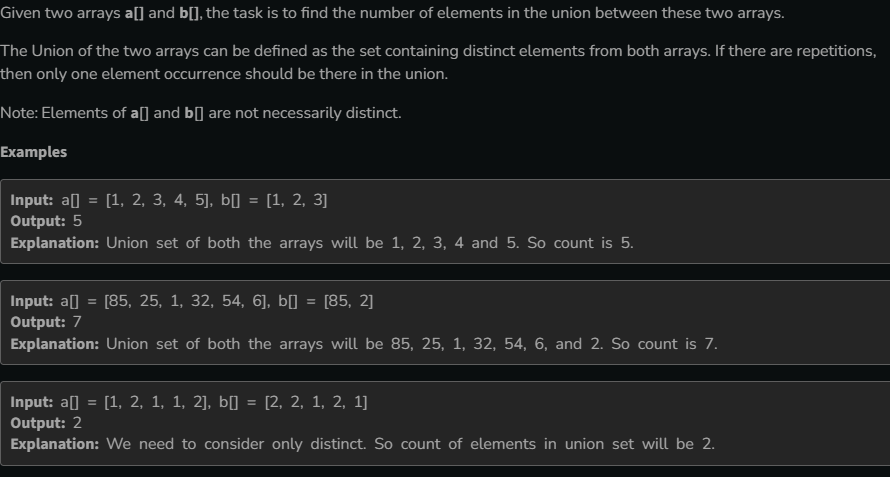 Given two arrays a[] and b[], the task is to find the number of elements in the union between these two arrays.
The Union of the two arrays can be defined as the set containing distinct elements from both arrays. If there are repetitions,
then only one element occurrence should be there in the union.
Note: Elements of a[] and b[] are not necessarily distinct.
Examples
Input: a[] = [1, 2, 3, 4, 5], b[] = [1, 2, 3]
Output: 5
Explanation: Union set of both the arrays will be 1, 2, 3, 4 and 5. So count is 5.
Input: a[] = [85, 25, 1, 32, 54, 6], b[] = [85, 2]
Output: 7
Explanation: Union set of both the arrays will be 85, 25, 1, 32, 54, 6, and 2. So count is 7.
Input: a[] = [1, 2, 1, 1, 2], b[] = [2, 2, 1, 2, 1]
Output: 2
Explanation: We need to consider only distinct. So count of elements in union set will be 2.